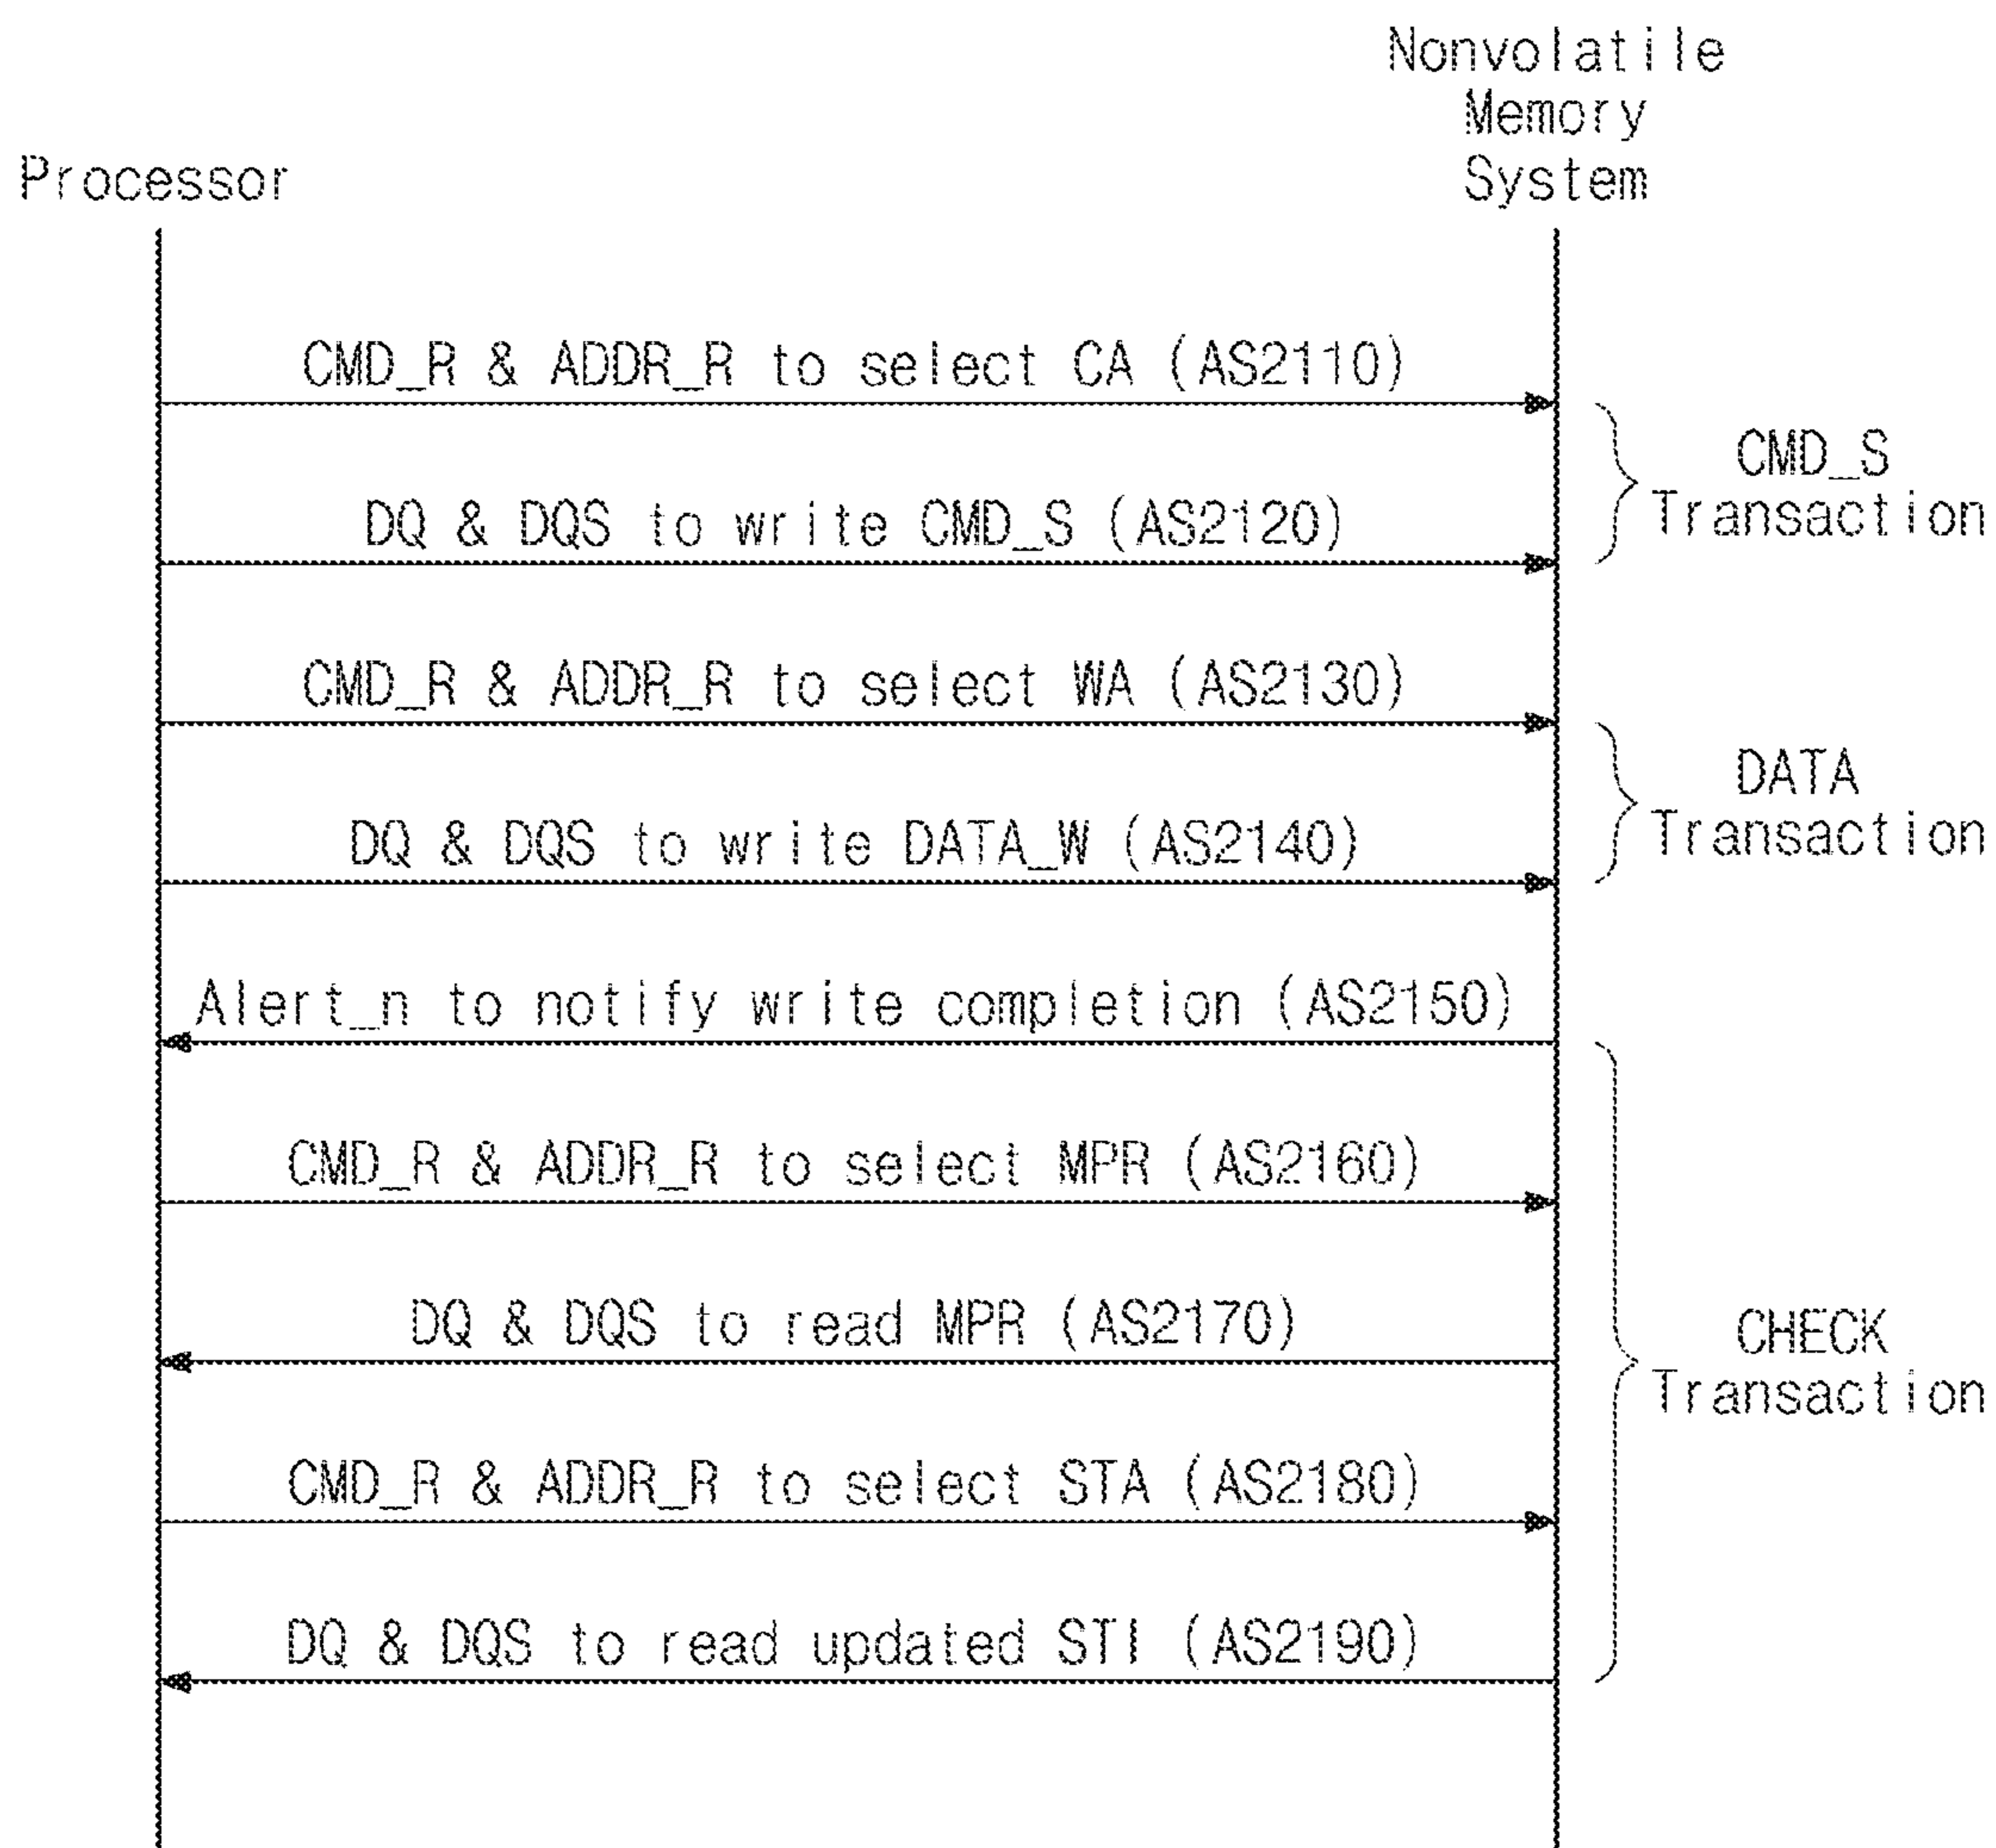 Nonvolatile
Memory
System
Processor
CMD_R & ADDR_R to select CA (AS2110)
DQ & DQS to write CMD_S (AS2120)
CMD_S
Transaction
CMD_R & ADDR_R to select WA (AS2130)
DQ & DQS to write DATA_W (AS2140)
DATA
Transaction
Alert_n to notify write completion (AS2150)
CMD_R & ADDR_R to select MPR (AS2160)
DQ & DQS to read MPR (AS2170)
CMD_R & ADDR_R to select STA (AS2180)
DQ & DQS to read updated STI (AS2190)
CHECK
Transaction